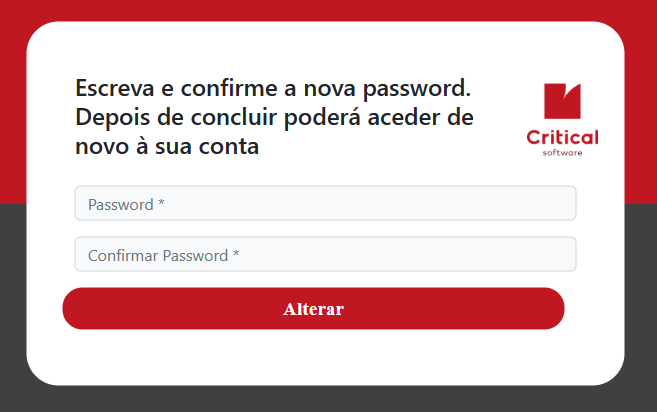 Escreva e confirme a nova password.
Depois de concluir poderá aceder de
novo à sua conta
Critical
software
Password *
Confirmar Password *
Alterar